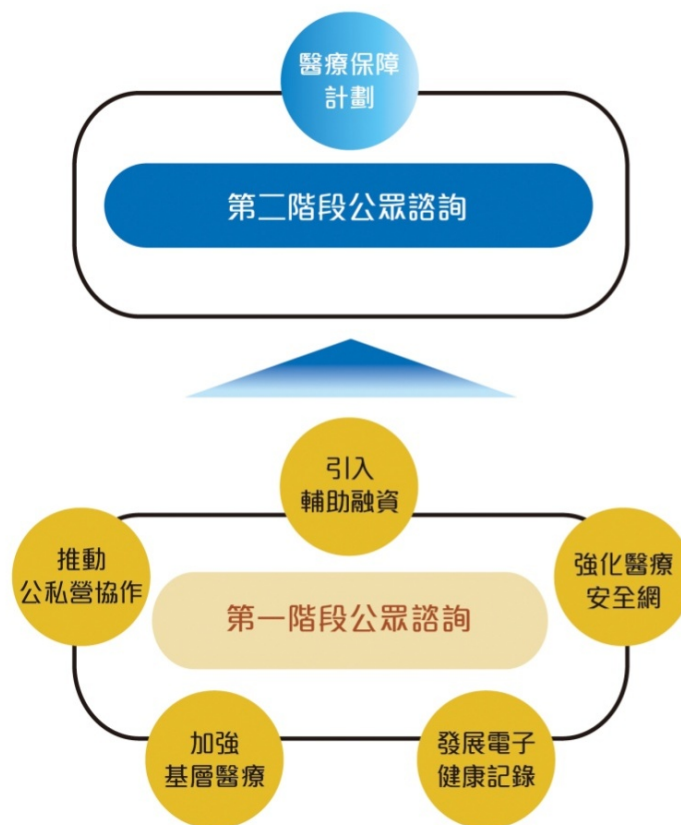 醫療保障
計劃
第二階段公眾諮詢
引入
輔助融資
推動
公私營協作
強化醫療
安全網
第一階段公眾諮詢
加強
基層醫療
發展電子
健康記錄